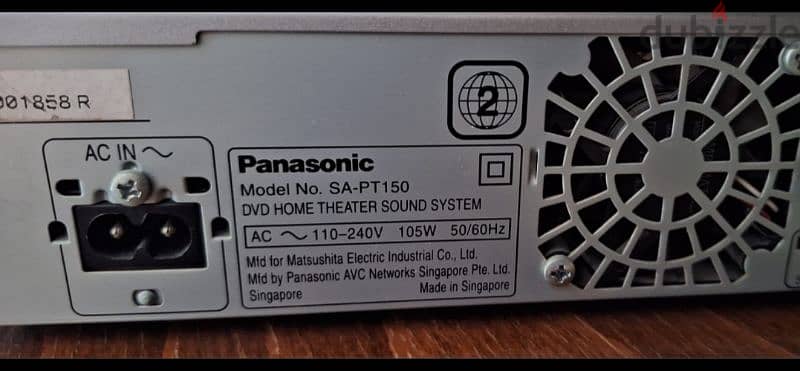 dubizzle
001858 R
2
AC IN ～
Panasonic
Model No. SA-PT150
DVD HOME THEATER SOUND SYSTEM
AC ～ 110-240V 105W 50/60Hz
Mfd for Matsushita Electric Industrial Co., Ltd.
Mfd by Panasonic AVC Networks Singapore Pte. Ltd.
Singapore Made in Singapore